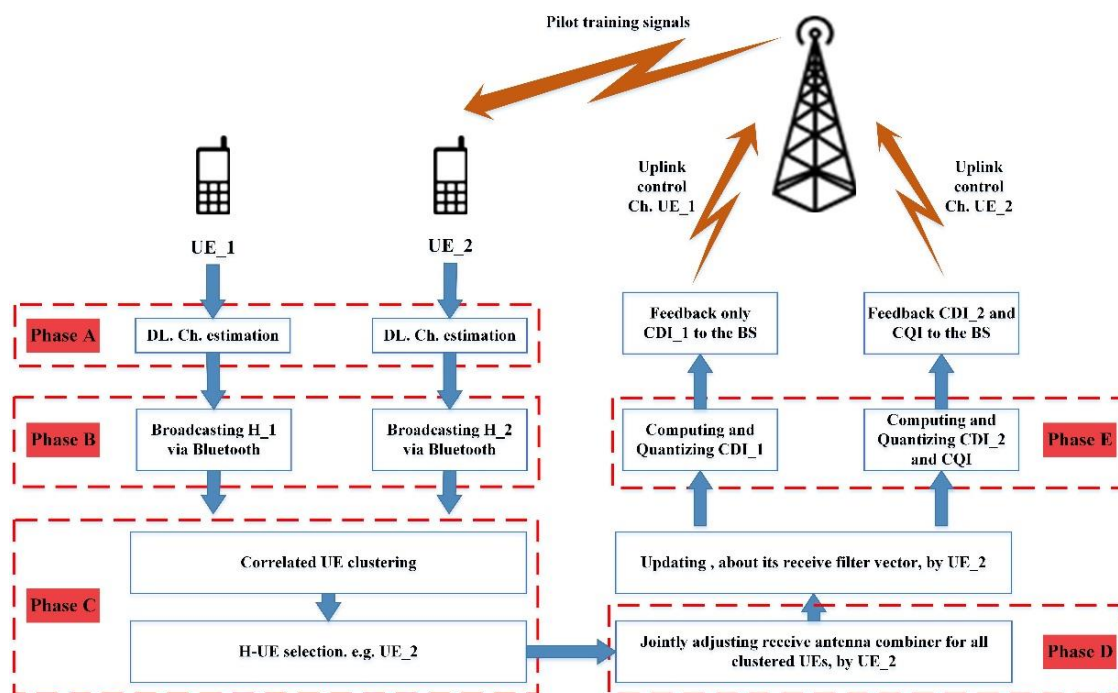 Pilot training signals
UE_1
UE_2
Uplink
control
Ch. UE_1
Uplink
control
Ch. UE_2
Phase A
DL. Ch. estimation
DL. Ch. estimation
Feedback only
CDI_1 to the BS
Feedback CDI_2 and
CQI to the BS
Phase B
Broadcasting H_1
via Bluetooth
Broadcasting H_2
via Bluetooth
Computing and
Quantizing CDI_1
Computing and
Quantizing CDI_2
and CQI
Phase E
Phase C
Correlated UE clustering
H-UE selection. e.g. UE_2
Updating , about its receive filter vector, by UE_2
Jointly adjusting receive antenna combiner for all
clustered UEs, by UE_2
Phase D